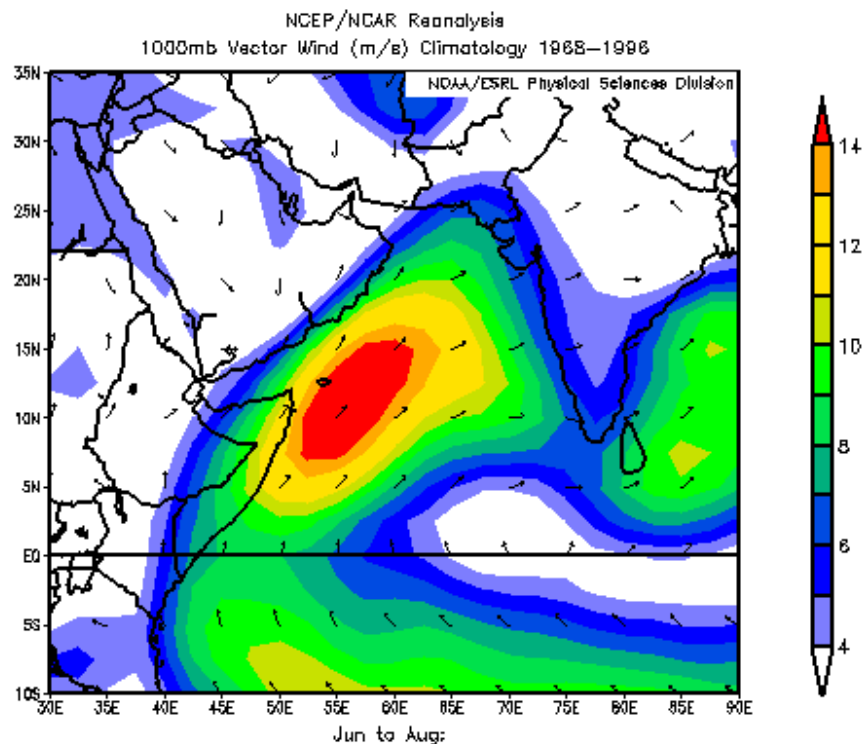 NCEP/NCAR Reanalysis
1000mb Vector Wind (m/s) Climatology 1968–1996
NOAA/ESRL Physical Sciences Division
35N
30N
25N
20N
15N
10N
5N
EQ
5S
10S
30E 35E 40E 45E 50E 55E 60E 65E 70E 75E 80E 85E 90E
Jun to Aug:
14
12
10
8
6
4